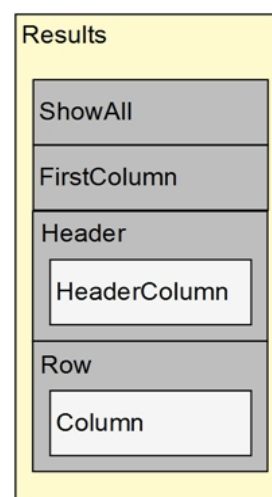 Results
ShowAll
FirstColumn
Header
HeaderColumn
Row
Column